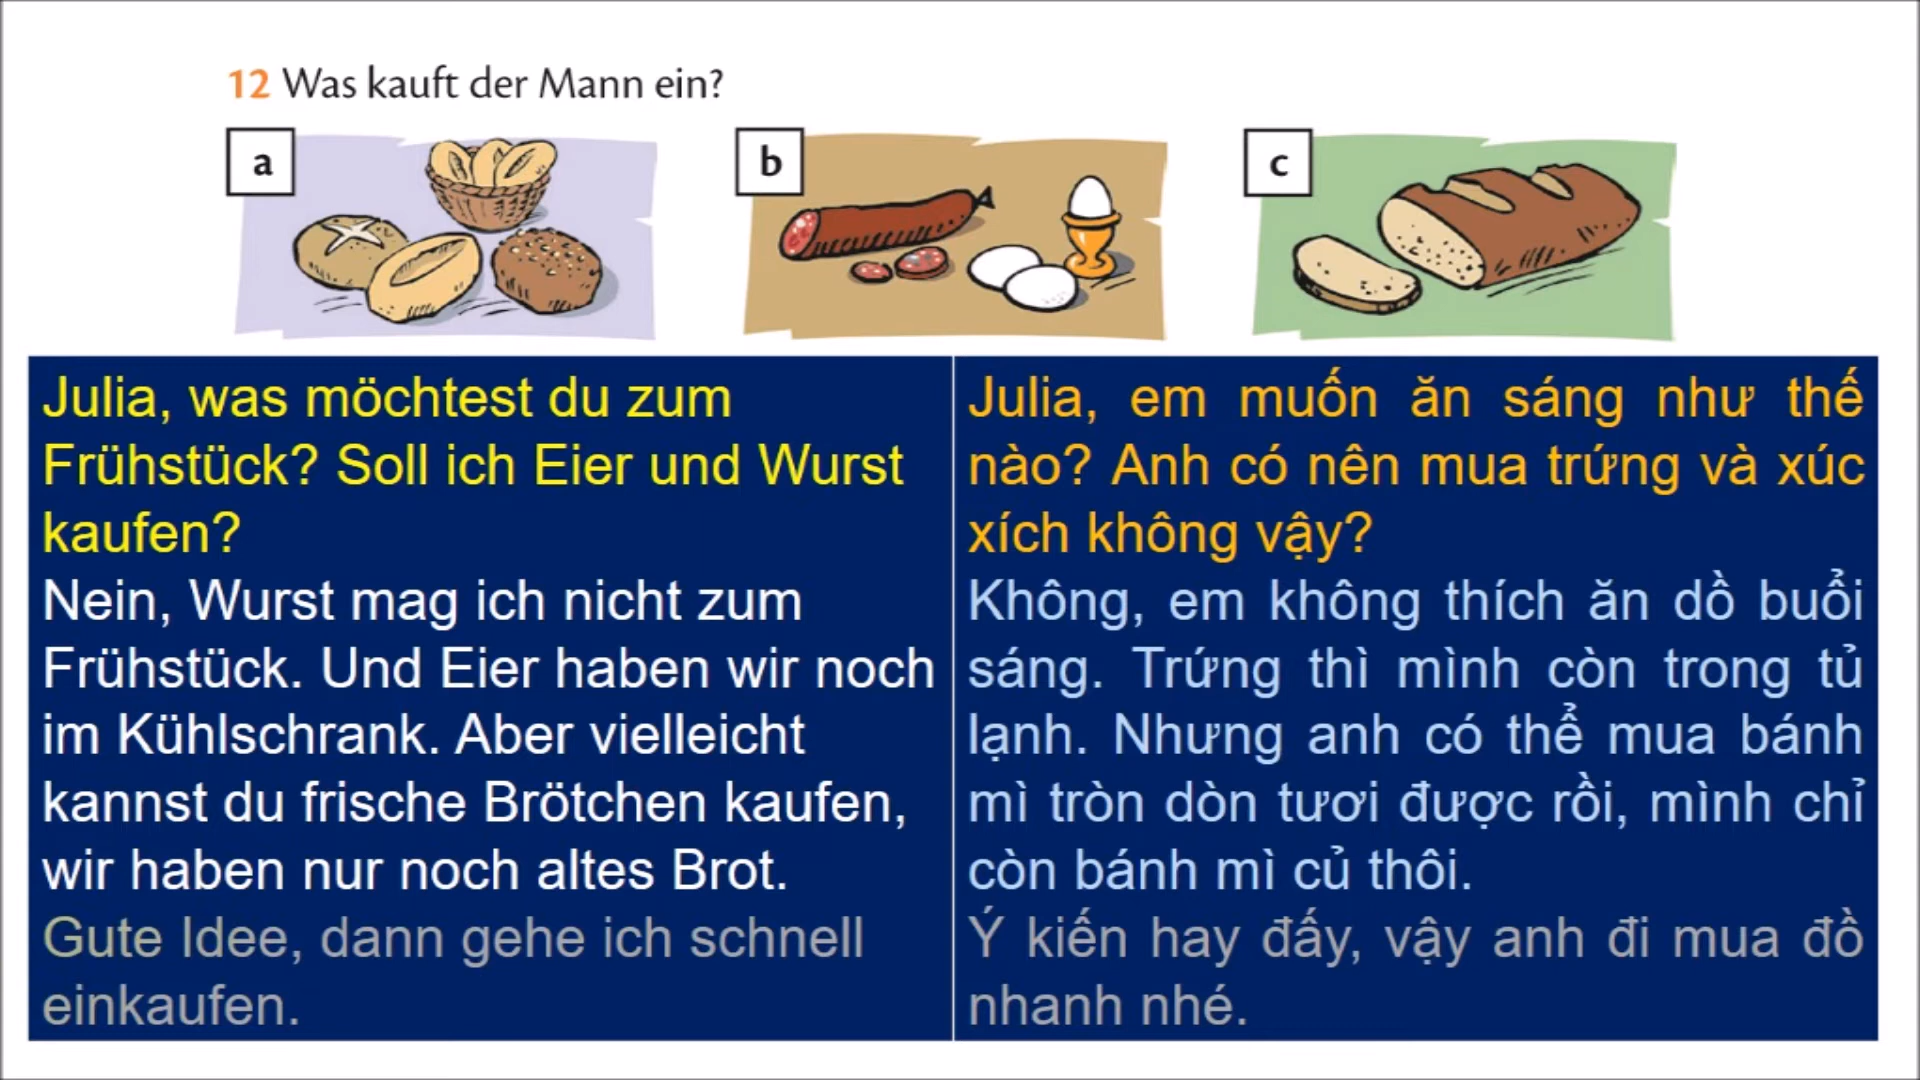 12 Was kauft der Mann ein?
a
b
c
Julia, was möchtest du zum
Frühstück? Soll ich Eier und Wurst
kaufen?
Nein, Wurst mag ich nicht zum
Frühstück. Und Eier haben wir noch
im Kühlschrank. Aber vielleicht
kannst du frische Brötchen kaufen,
wir haben nur noch altes Brot.
Gute Idee, dann gehe ich schnell
einkaufen.
Julia, em muốn ăn sáng như thế
nào? Anh có nên mua trứng và xúc
xích không vậy?
Không, em không thích ăn dồ buổi
sáng. Trứng thì mình còn trong tủ
lạnh. Nhưng anh có thể mua bánh
mì tròn dòn tươi được rồi, mình chỉ
còn bánh mì củ thôi.
Ý kiến hay đấy, vậy anh đi mua đồ
nhanh nhé.